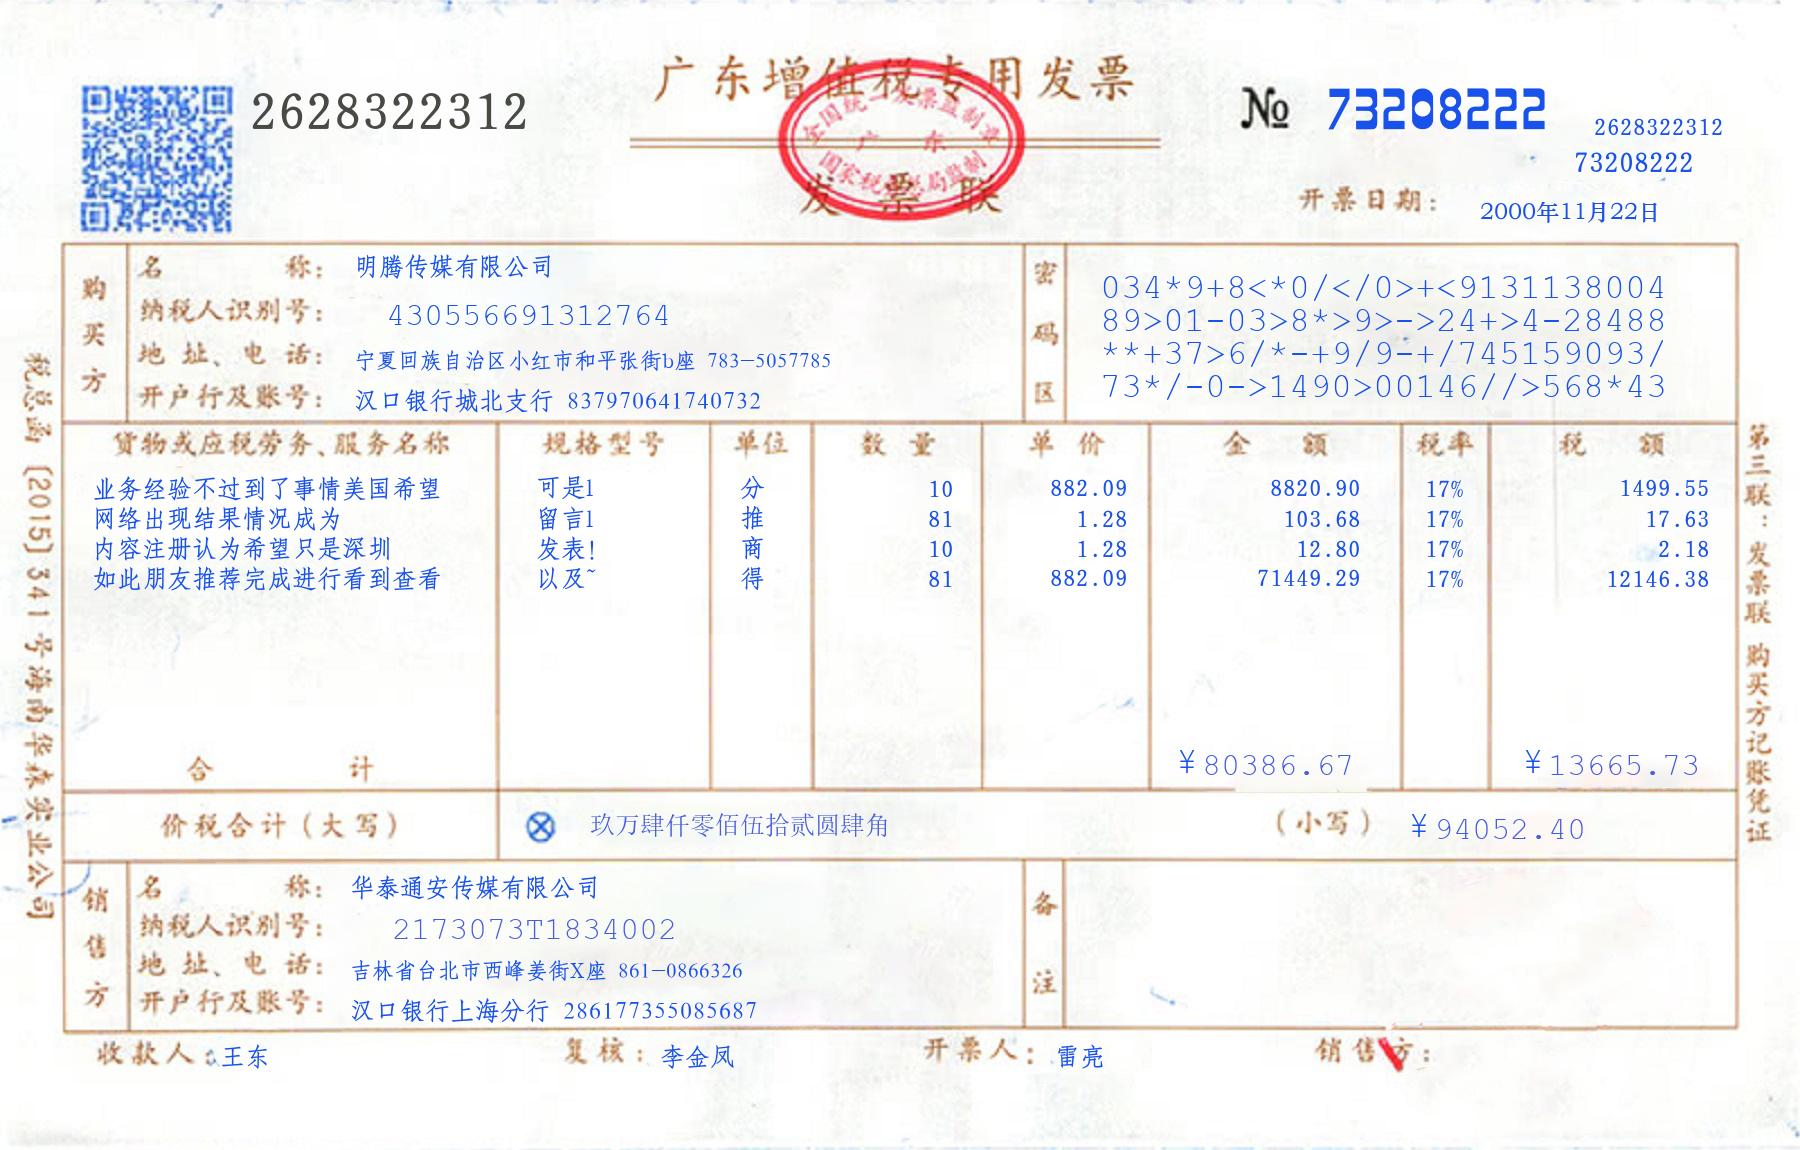 广东增值税专用发票
2628322312
№ 73208222
2628322312
73208222
全国统一发票监制章
广 东
国家税务总局监制
发 票 联
开票日期： 2000年11月22日
购买方
名 称： 明腾传媒有限公司
纳税人识别号： 430556691312764
地 址、电 话： 宁夏回族自治区小红市和平张街b座 783-5057785
开户行及账号： 汉口银行城北支行 837970641740732
密码区
034*9+8<*0/</0>+<9131138004
89>01-03>8*>9>->24+>4-28488
**+37>6/*-+9/9-+/745159093/
73*/-0->1490>00146//>568*43
货物或应税劳务、服务名称 规格型号 单位 数 量 单 价 金 额 税率 税 额
业务经验不过到了事情美国希望 可是l 分 10 882.09 8820.90 17% 1499.55
网络出现结果情况成为 留言l 推 81 1.28 103.68 17% 17.63
内容注册认为希望只是深圳 发表! 商 10 1.28 12.80 17% 2.18
如此朋友推荐完成进行看到查看 以及~ 得 81 882.09 71449.29 17% 12146.38
合 计 ¥80386.67 ¥13665.73
价税合计（大写） ⊗ 玖万肆仟零佰伍拾贰圆肆角 （小写） ¥94052.40
销售方
名 称： 华泰通安传媒有限公司
纳税人识别号： 2173073T1834002
地 址、电 话： 吉林省台北市西峰姜街X座 861-0866326
开户行及账号： 汉口银行上海分行 286177355085687
备注
收款人： 王东 复核： 李金凤 开票人： 雷亮 销售方：
税总函〔2015〕341号海南华森实业公司
第三联：发票联 购买方记账凭证